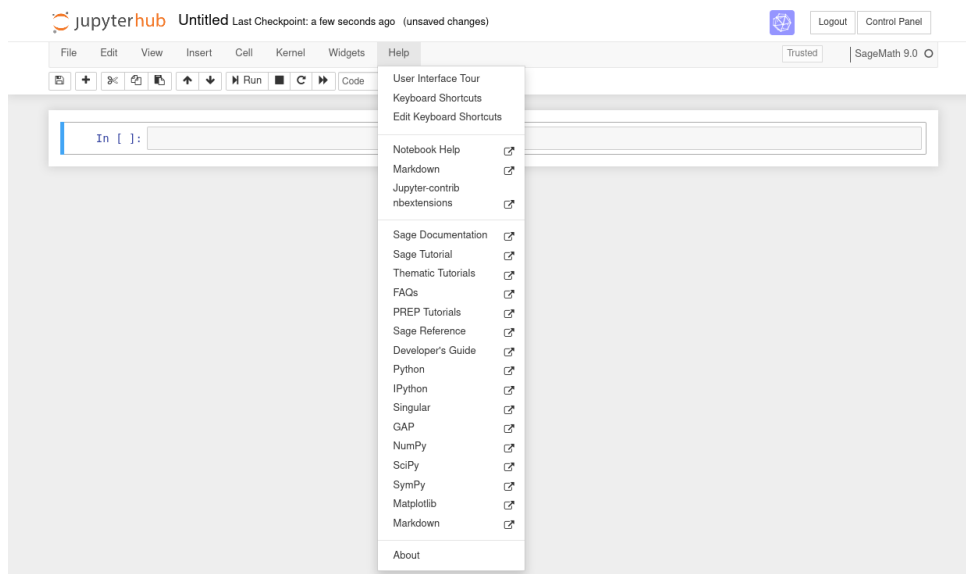 jupyterhub Untitled Last Checkpoint: a few seconds ago (unsaved changes) Logout Control Panel
File Edit View Insert Cell Kernel Widgets Help Trusted SageMath 9.0
Run Code
User Interface Tour
Keyboard Shortcuts
Edit Keyboard Shortcuts
In [ ]:
Notebook Help
Markdown
Jupyter-contrib
nbextensions
Sage Documentation
Sage Tutorial
Thematic Tutorials
FAQs
PREP Tutorials
Sage Reference
Developer's Guide
Python
IPython
Singular
GAP
NumPy
SciPy
SymPy
Matplotlib
Markdown
About